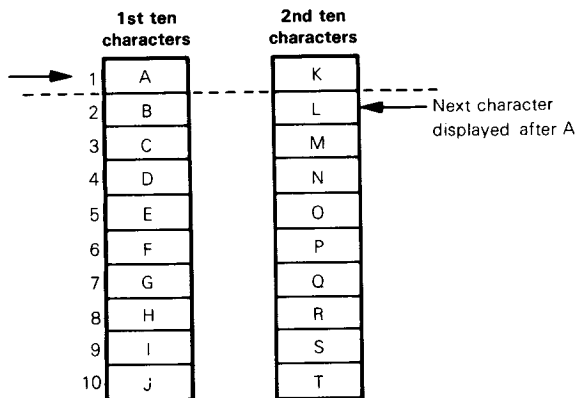 1st ten 2nd ten
characters characters
1 A K
2 B L Next character
displayed after A
3 C M
4 D N
5 E O
6 F P
7 G Q
8 H R
9 I S
10 J T